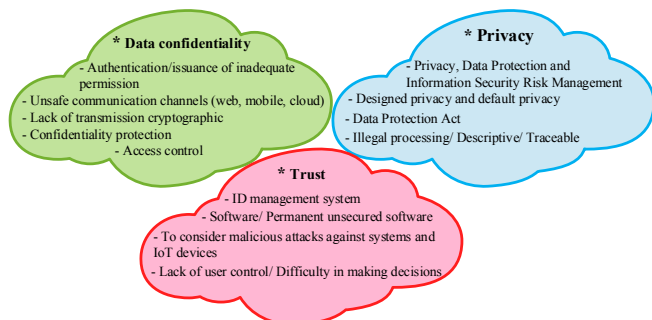 * Data confidentiality
- Authentication/issuance of inadequate
permission
- Unsafe communication channels (web, mobile, cloud)
- Lack of transmission cryptographic
- Confidentiality protection
- Access control
* Privacy
- Privacy, Data Protection and
Information Security Risk Management
- Designed privacy and default privacy
- Data Protection Act
- Illegal processing/ Descriptive/ Traceable
* Trust
- ID management system
- Software/ Permanent unsecured software
- To consider malicious attacks against systems and
IoT devices
- Lack of user control/ Difficulty in making decisions